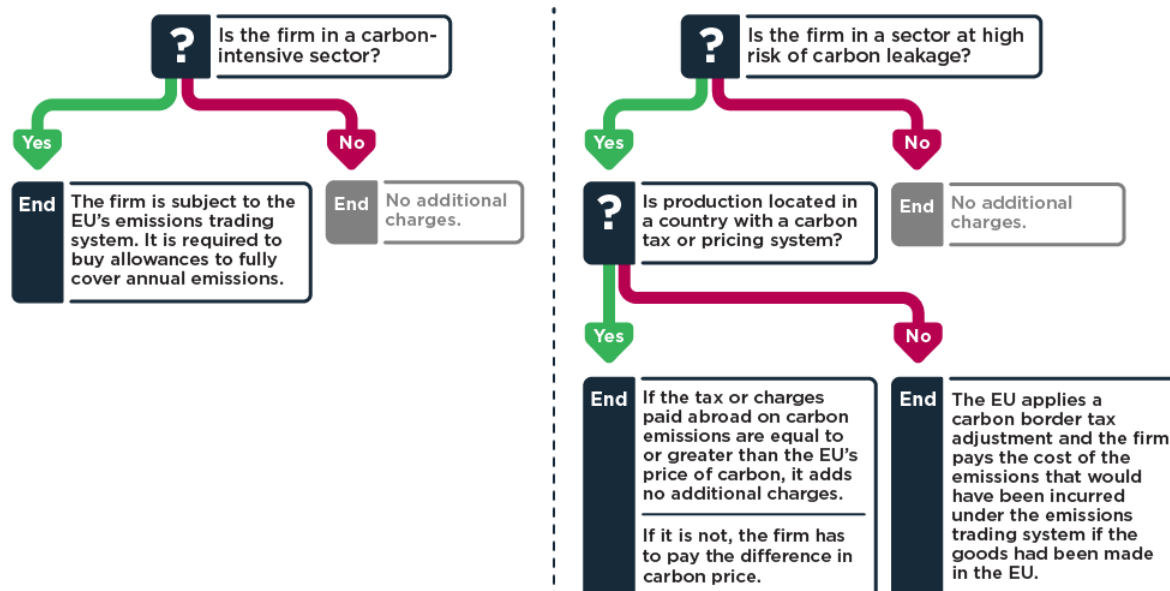 ?
Is the firm in a carbon-
intensive sector?
Yes
No
End
The firm is subject to the
EU's emissions trading
system. It is required to
buy allowances to fully
cover annual emissions.
End
No additional
charges.
?
Is the firm in a sector at high
risk of carbon leakage?
Yes
No
?
Is production located in
a country with a carbon
tax or pricing system?
End
No additional
charges.
Yes
No
End
If the tax or charges
paid abroad on carbon
emissions are equal to
or greater than the EU's
price of carbon, it adds
no additional charges.
If it is not, the firm has
to pay the difference in
carbon price.
End
The EU applies a
carbon border tax
adjustment and the firm
pays the cost of the
emissions that would
have been incurred
under the emissions
trading system if the
goods had been made
in the EU.